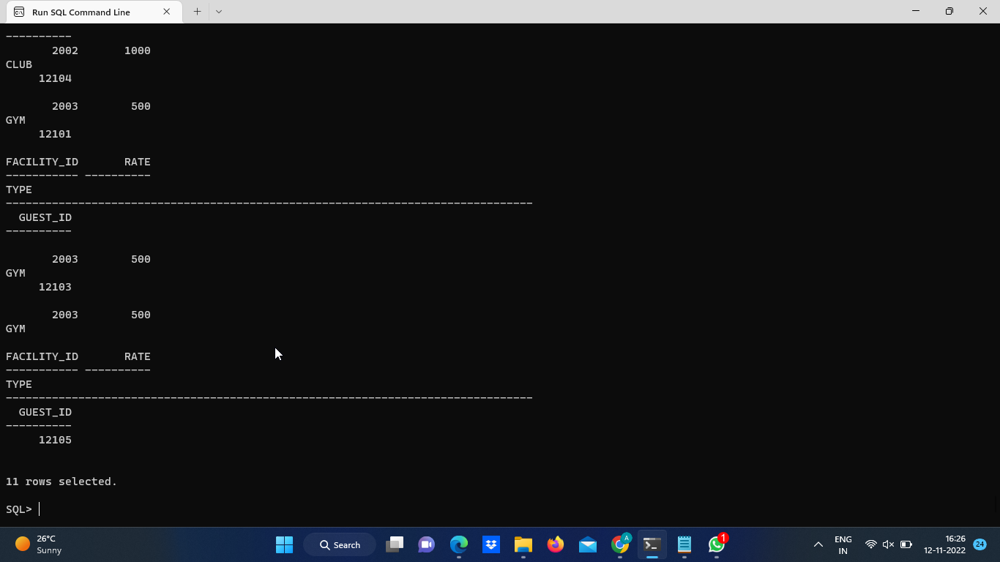 Run SQL Command Line
----------
2002 1000
CLUB
12104
2003 500
GYM
12101
FACILITY_ID RATE
----------- ----------
TYPE
--------------------------------------------------------------------------------
GUEST_ID
----------
2003 500
GYM
12103
2003 500
GYM
FACILITY_ID RATE
----------- ----------
TYPE
--------------------------------------------------------------------------------
GUEST_ID
----------
12105
11 rows selected.
SQL>
26°C
Sunny
Search
A
1
ENG
IN
16:26
12-11-2022
24